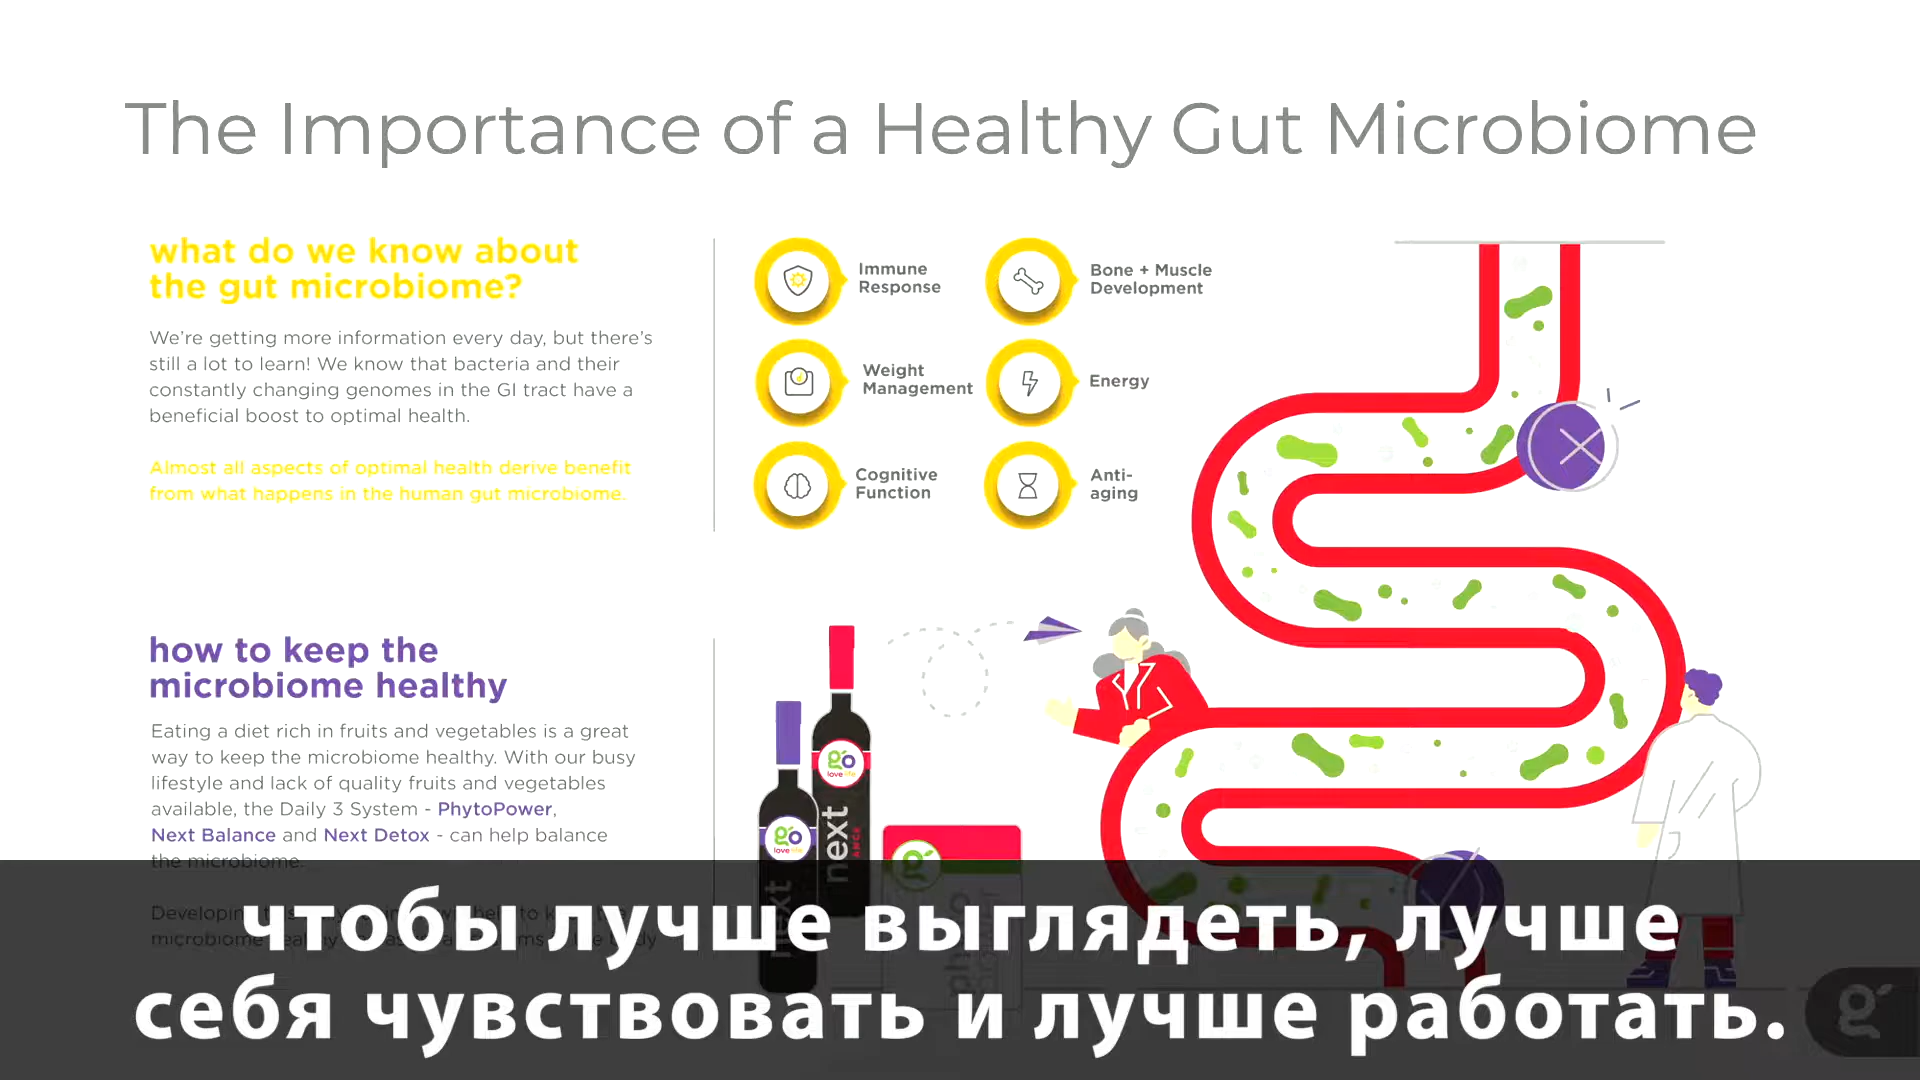 The Importance of a Healthy Gut Microbiome
what do we know about
the gut microbiome?
We're getting more information every day, but there's
still a lot to learn! We know that bacteria and their
constantly changing genomes in the GI tract have a
beneficial boost to optimal health.
Almost all aspects of optimal health derive benefit
from what happens in the human gut microbiome.
Immune
Response
Bone + Muscle
Development
Weight
Management
Energy
Cognitive
Function
Anti-
aging
how to keep the
microbiome healthy
Eating a diet rich in fruits and vegetables is a great
way to keep the microbiome healthy. With our busy
lifestyle and lack of quality fruits and vegetables
available, the Daily 3 System - PhytoPower,
Next Balance and Next Detox - can help balance
the microbiome.
go
love life
next
go
love life
next
чтобы лучше выглядеть, лучше
себя чувствовать и лучше работать.